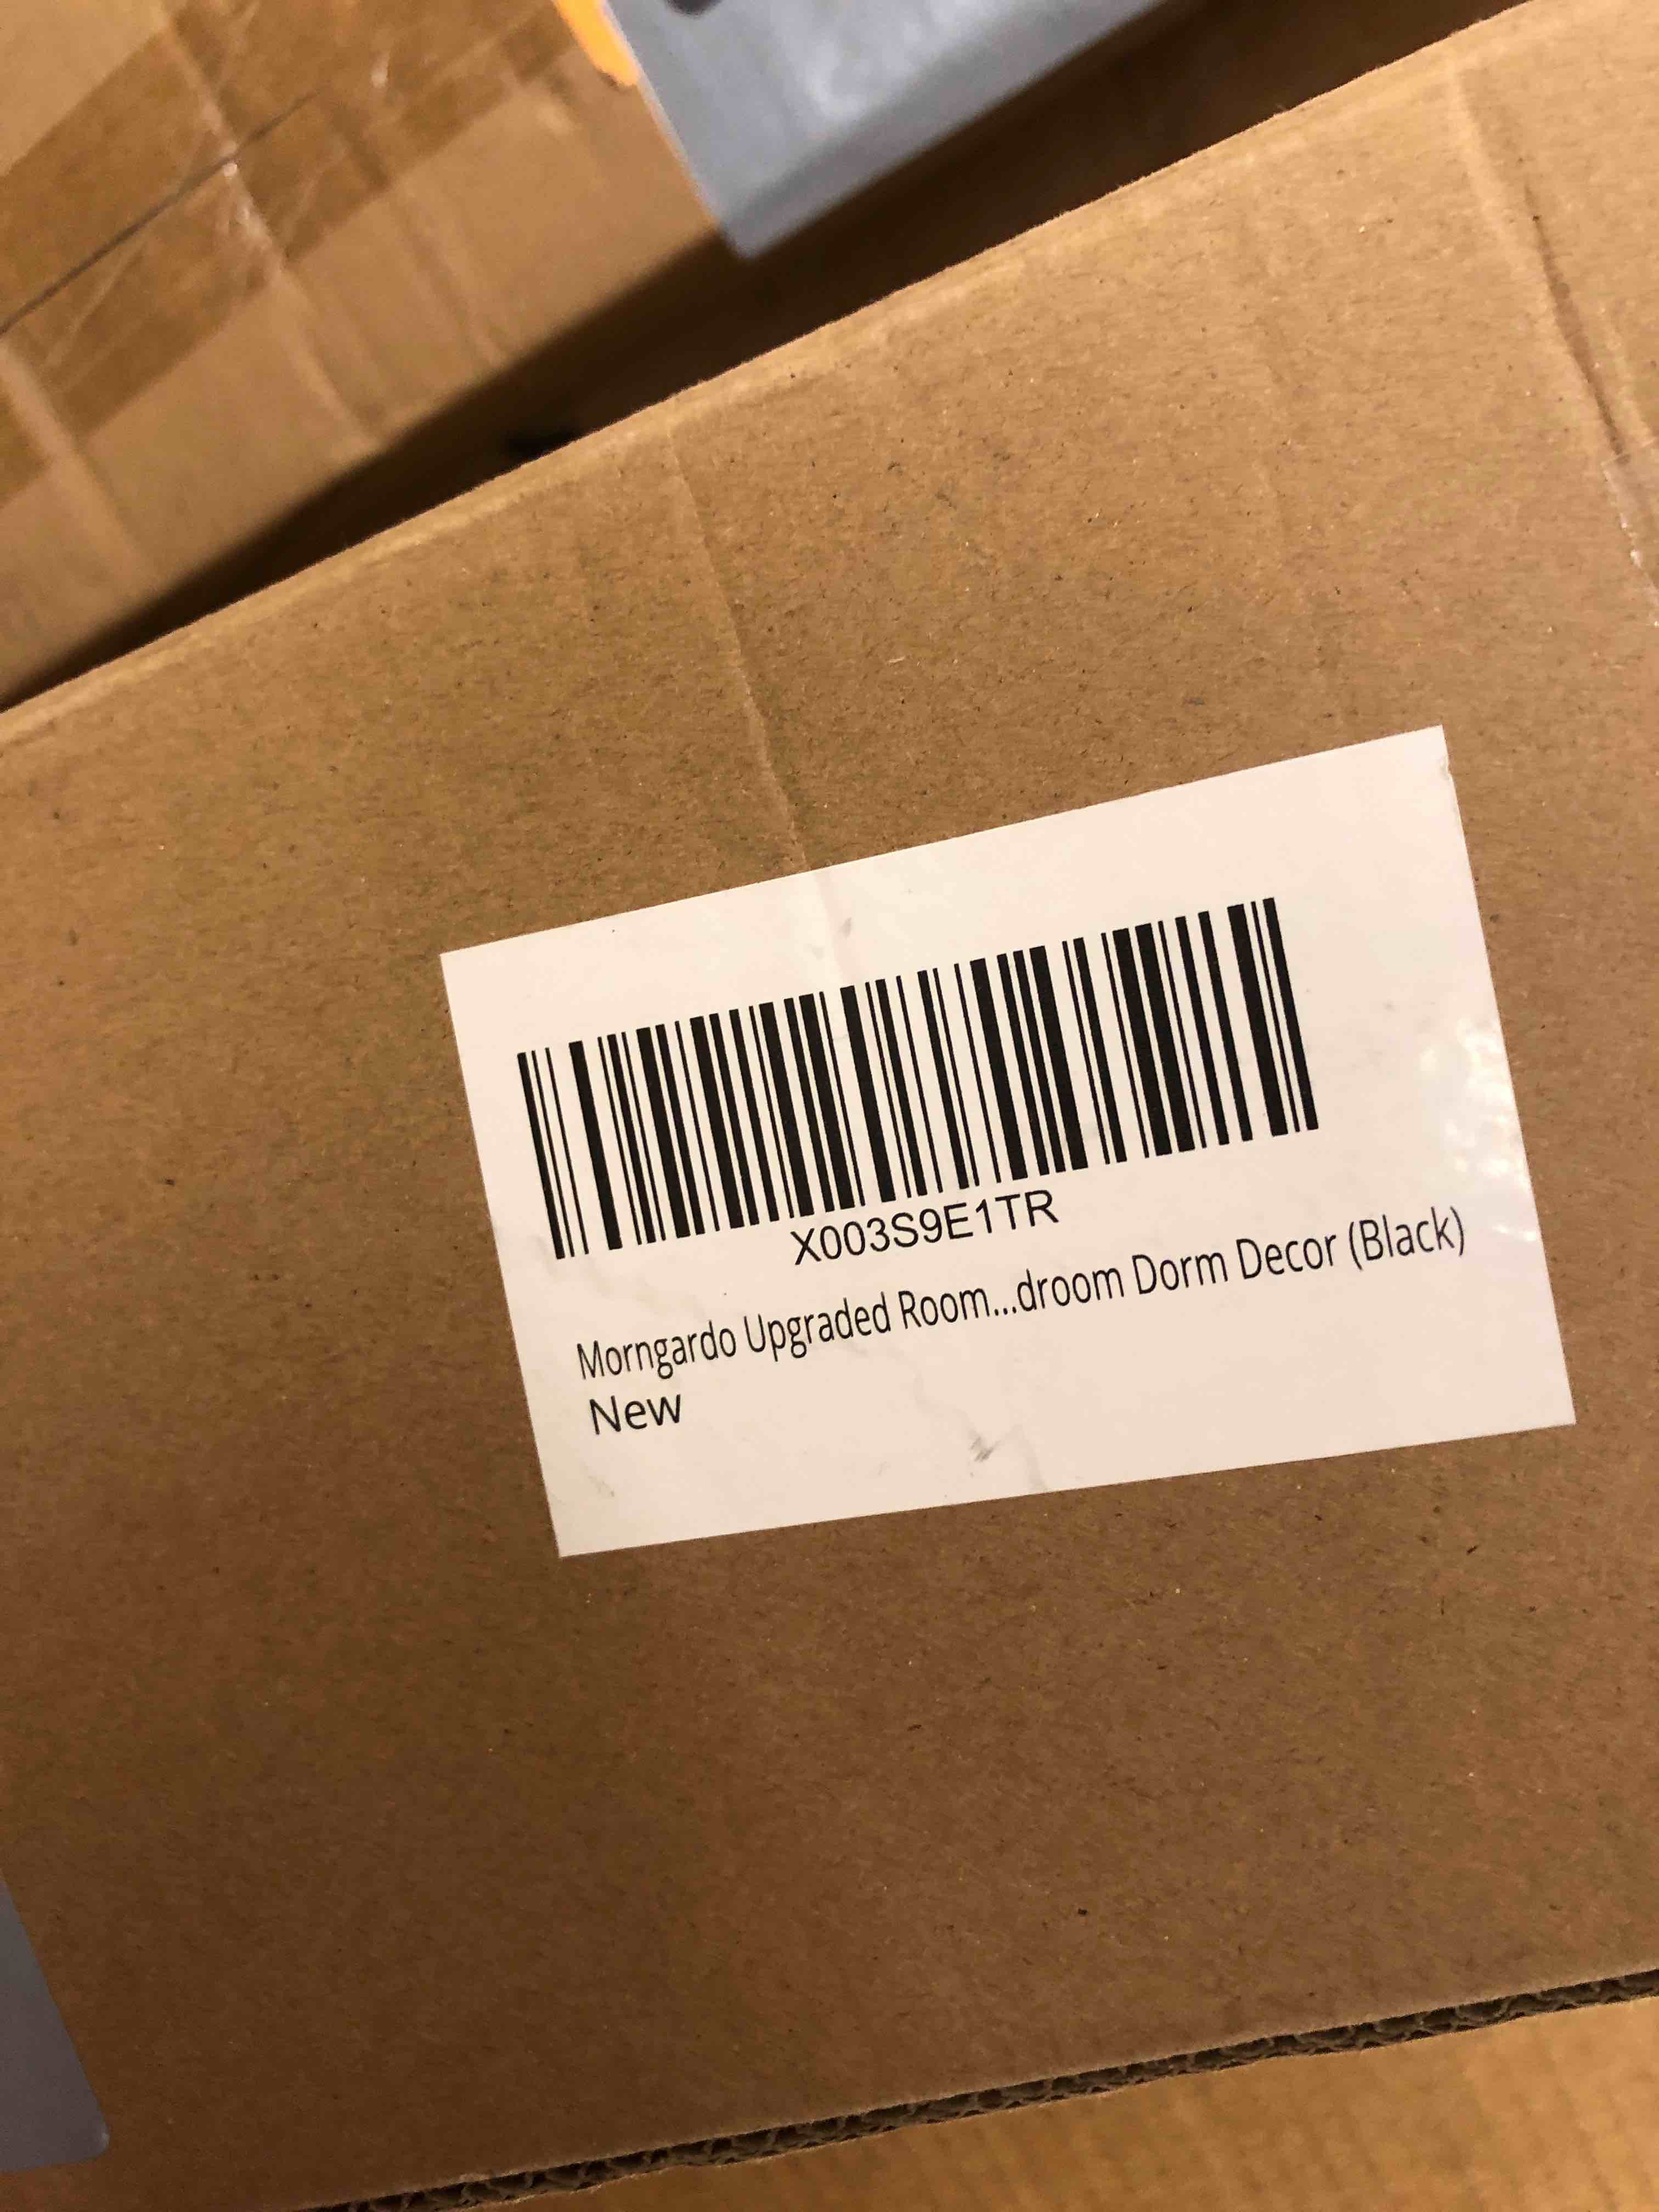 X003S9E1TR
Morngardo Upgraded Room...droom Dorm Decor (Black)
New